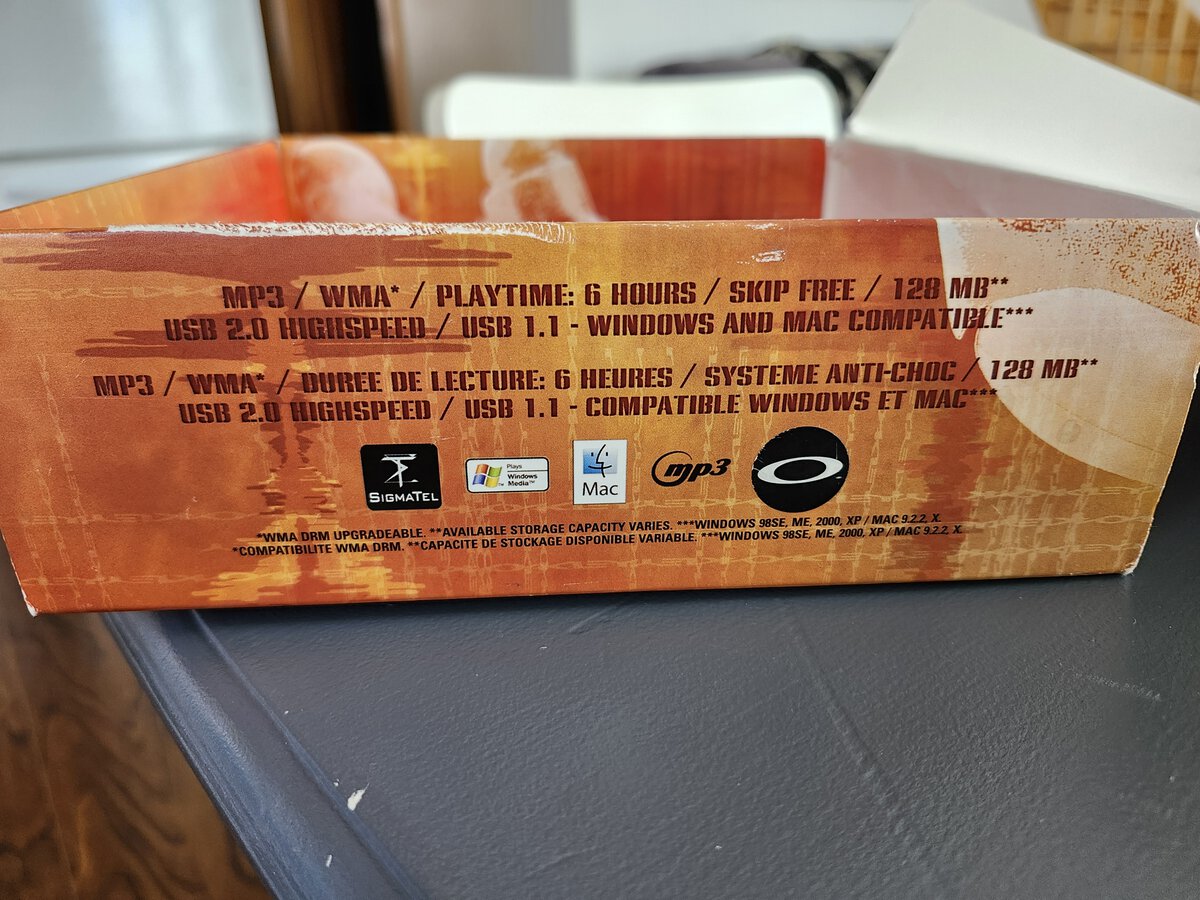 MP3 / WMA* / PLAYTIME: 6 HOURS / SKIP FREE / 128 MB**
USB 2.0 HIGHSPEED / USB 1.1 - WINDOWS AND MAC COMPATIBLE***
MP3 / WMA* / DUREE DE LECTURE: 6 HEURES / SYSTEME ANTI-CHOC / 128 MB**
USB 2.0 HIGHSPEED / USB 1.1 - COMPATIBLE WINDOWS ET MAC***
SIGMATEL
Plays
Windows
Media™
Mac
mp3
*WMA DRM UPGRADEABLE. **AVAILABLE STORAGE CAPACITY VARIES. ***WINDOWS 98SE, ME, 2000, XP / MAC 9.2.2, X.
*COMPATIBILITE WMA DRM. **CAPACITE DE STOCKAGE DISPONIBLE VARIABLE. ***WINDOWS 98SE, ME, 2000, XP / MAC 9.2.2, X.